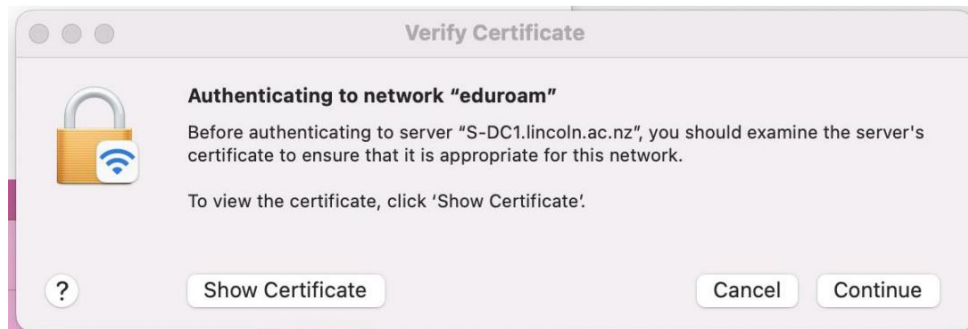 Verify Certificate
Authenticating to network “eduroam”
Before authenticating to server “S-DC1.lincoln.ac.nz”, you should examine the server's
certificate to ensure that it is appropriate for this network.
To view the certificate, click ‘Show Certificate’.
? Show Certificate Cancel Continue